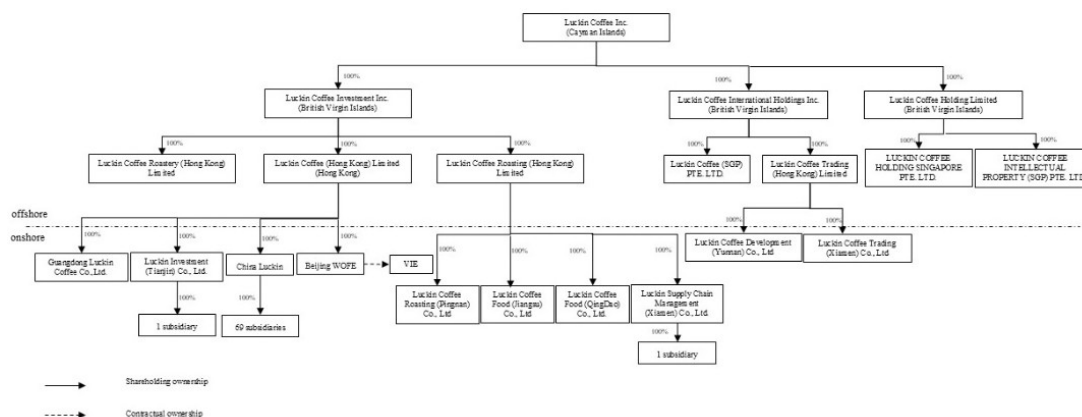 Luckin Coffee Inc.
(Cayman Islands)
100%
100%
100%
Luckin Coffee Investment Inc.
(British Virgin Islands)
Luckin Coffee International Holdings Inc.
(British Virgin Islands)
Luckin Coffee Holding Limited
(British Virgin Islands)
100%
100%
100%
100%
100%
100%
100%
Luckin Coffee Roastery (Hong Kong)
Limited
Luckin Coffee (Hong Kong) Limited
(Hong Kong)
Luckin Coffee Roasting (Hong Kong)
Limited
Luckin Coffee (SGP)
PTE. LTD.
Luckin Coffee Trading
(Hong Kong) Limited
LUCKIN COFFEE
HOLDING SINGAPORE
PTE. LTD.
LUCKIN COFFEE
INTELLECTUAL
PROPERTY (SGP) PTE. LTD
offshore
onshore
100%
100%
100%
100%
100%
100%
100%
100%
100%
100%
Guangdong Luckin
Coffee Co., Ltd.
Luckin Investment
(Tianjin) Co., Ltd.
China Luckin
Beijing WOFE
VIE
Luckin Coffee Development
(Yunnan) Co., Ltd
Luckin Coffee Trading
(Xiamen) Co., Ltd
Luckin Coffee
Roasting (Pingnan)
Co., Ltd
Luckin Coffee
Food (Jiangsu)
Co., Ltd
Luckin Coffee
Food (QingDao)
Co., Ltd.
Luckin Supply Chain
Management
(Xiamen) Co., Ltd.
100%
100%
100%
1 subsidiary
69 subsidiaries
1 subsidiary
Shareholding ownership
Contractual ownership